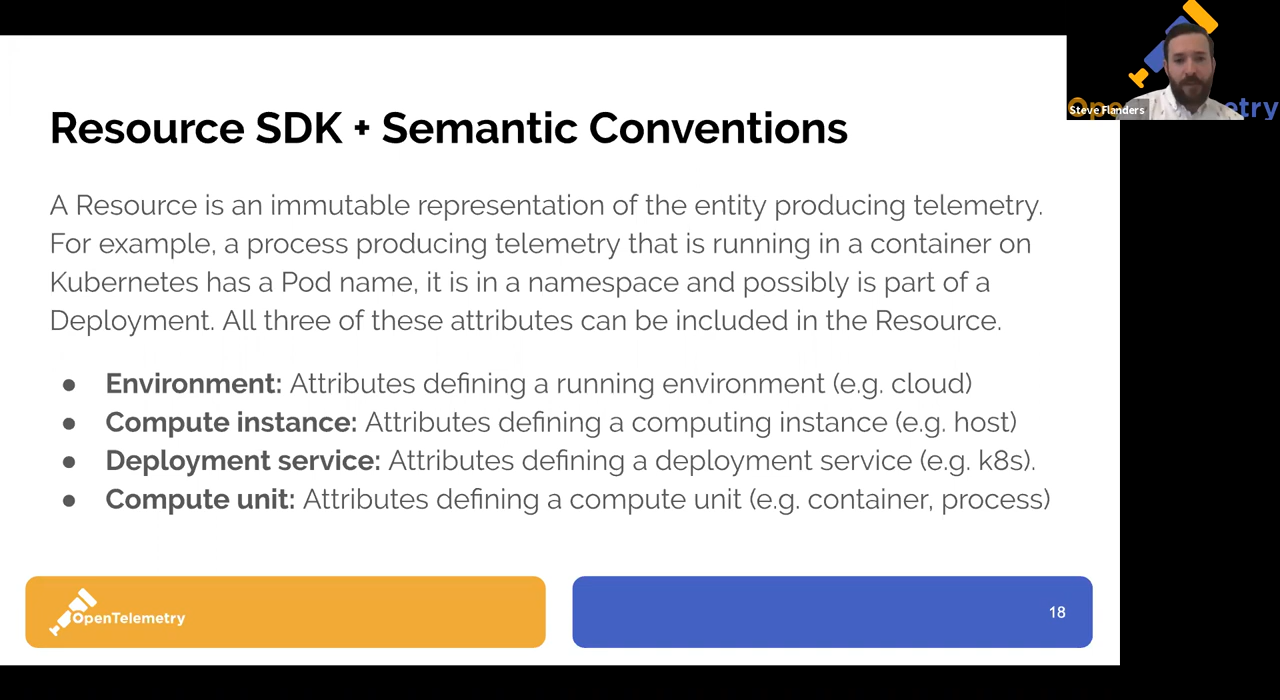 Resource SDK + Semantic Conventions
A Resource is an immutable representation of the entity producing telemetry.
For example, a process producing telemetry that is running in a container on
Kubernetes has a Pod name, it is in a namespace and possibly is part of a
Deployment. All three of these attributes can be included in the Resource.
● Environment: Attributes defining a running environment (e.g. cloud)
● Compute instance: Attributes defining a computing instance (e.g. host)
● Deployment service: Attributes defining a deployment service (e.g. k8s).
● Compute unit: Attributes defining a compute unit (e.g. container, process)
OpenTelemetry
18
Steve Flanders